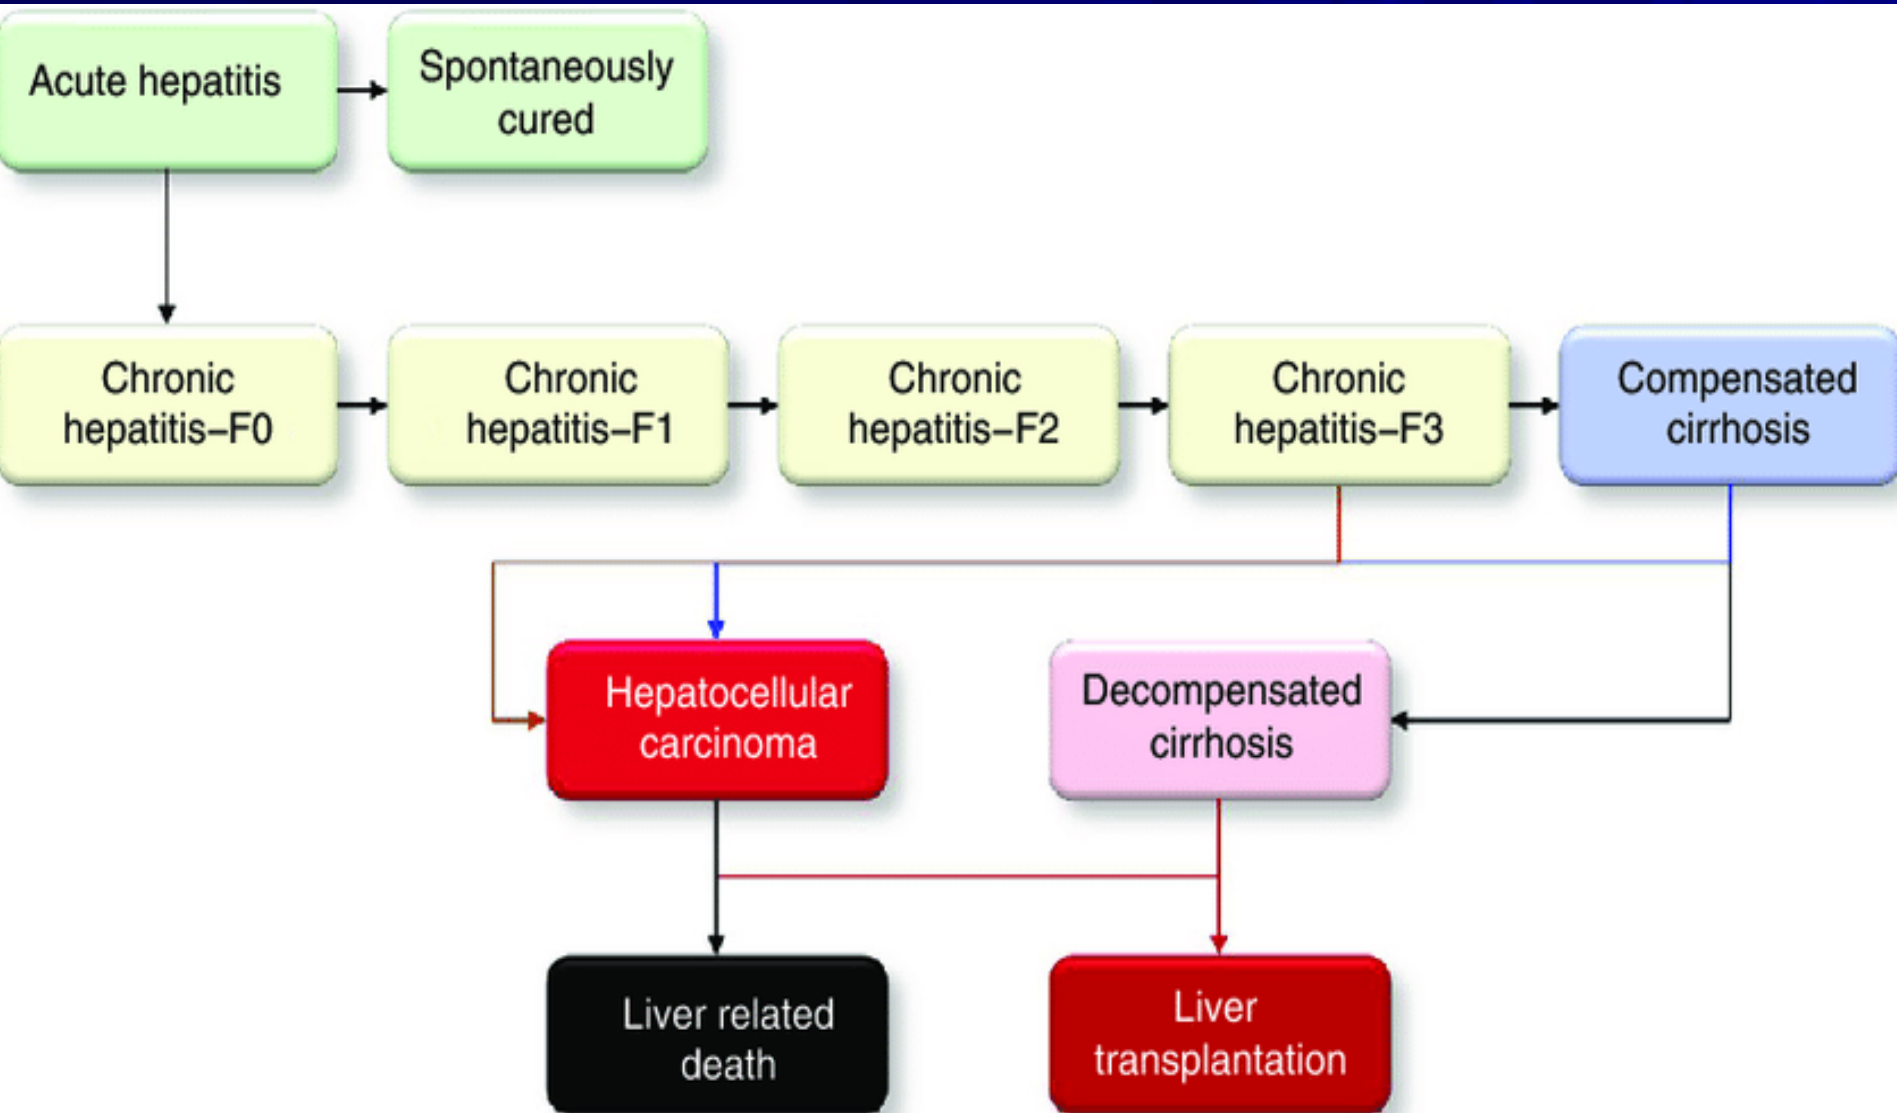 Acute hepatitis
Spontaneously
cured
Chronic
hepatitis–F0
Chronic
hepatitis–F1
Chronic
hepatitis–F2
Chronic
hepatitis–F3
Compensated
cirrhosis
Hepatocellular
carcinoma
Decompensated
cirrhosis
Liver related
death
Liver
transplantation